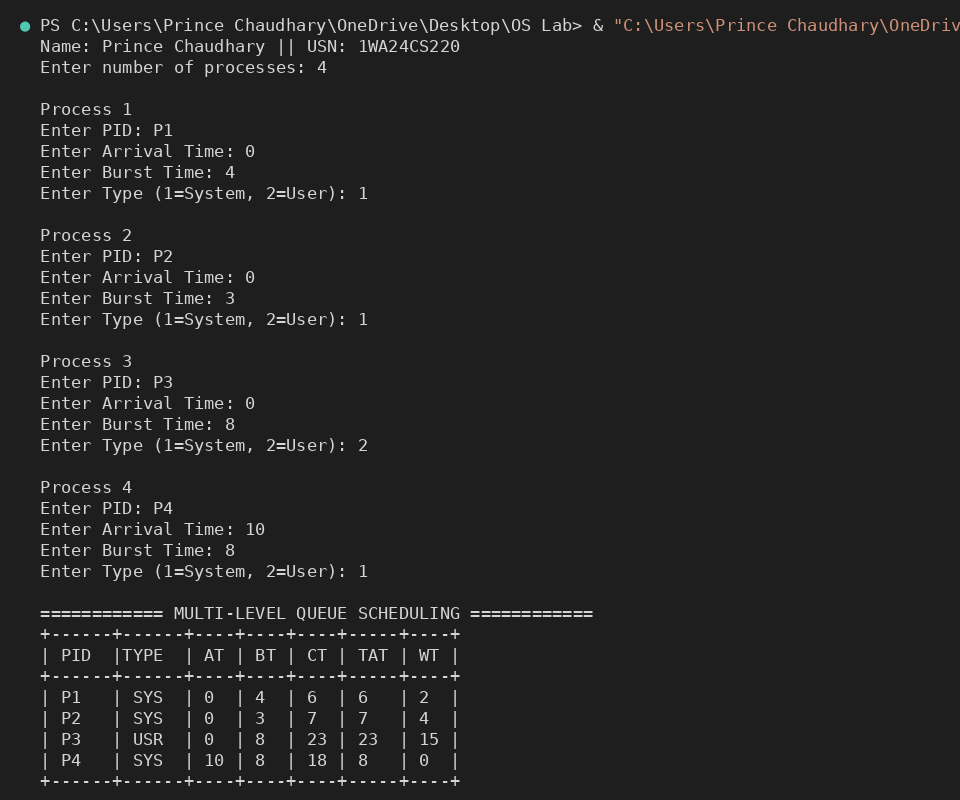 PS C:\Users\Prince Chaudhary\OneDrive\Desktop\OS Lab> & "C:\Users\Prince Chaudhary\OneDriv
Name: Prince Chaudhary || USN: 1WA24CS220
Enter number of processes: 4

Process 1
Enter PID: P1
Enter Arrival Time: 0
Enter Burst Time: 4
Enter Type (1=System, 2=User): 1

Process 2
Enter PID: P2
Enter Arrival Time: 0
Enter Burst Time: 3
Enter Type (1=System, 2=User): 1

Process 3
Enter PID: P3
Enter Arrival Time: 0
Enter Burst Time: 8
Enter Type (1=System, 2=User): 2

Process 4
Enter PID: P4
Enter Arrival Time: 10
Enter Burst Time: 8
Enter Type (1=System, 2=User): 1

============ MULTI-LEVEL QUEUE SCHEDULING ============
+------+------+----+----+----+-----+----+
| PID  |TYPE  | AT | BT | CT | TAT | WT |
+------+------+----+----+----+-----+----+
| P1   | SYS  | 0  | 4  | 6  | 6   | 2  |
| P2   | SYS  | 0  | 3  | 7  | 7   | 4  |
| P3   | USR  | 0  | 8  | 23 | 23  | 15 |
| P4   | SYS  | 10 | 8  | 18 | 8   | 0  |
+------+------+----+----+----+-----+----+